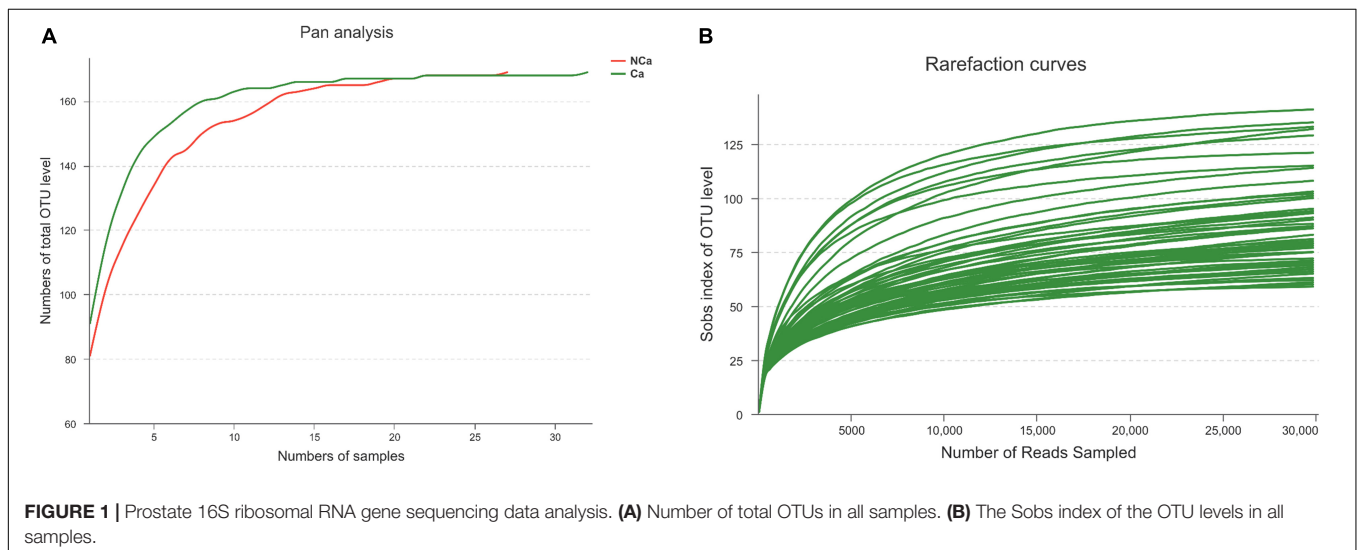 A
Pan analysis
NCa
Ca
Numbers of total OTU level
160
140
120
100
80
60
5
10
15
20
25
30
Numbers of samples
B
Rarefaction curves
Sobs index of OTU level
125
100
75
50
25
0
5000
10,000
15,000
20,000
25,000
30,000
Number of Reads Sampled
FIGURE 1 | Prostate 16S ribosomal RNA gene sequencing data analysis. (A) Number of total OTUs in all samples. (B) The Sobs index of the OTU levels in all
samples.